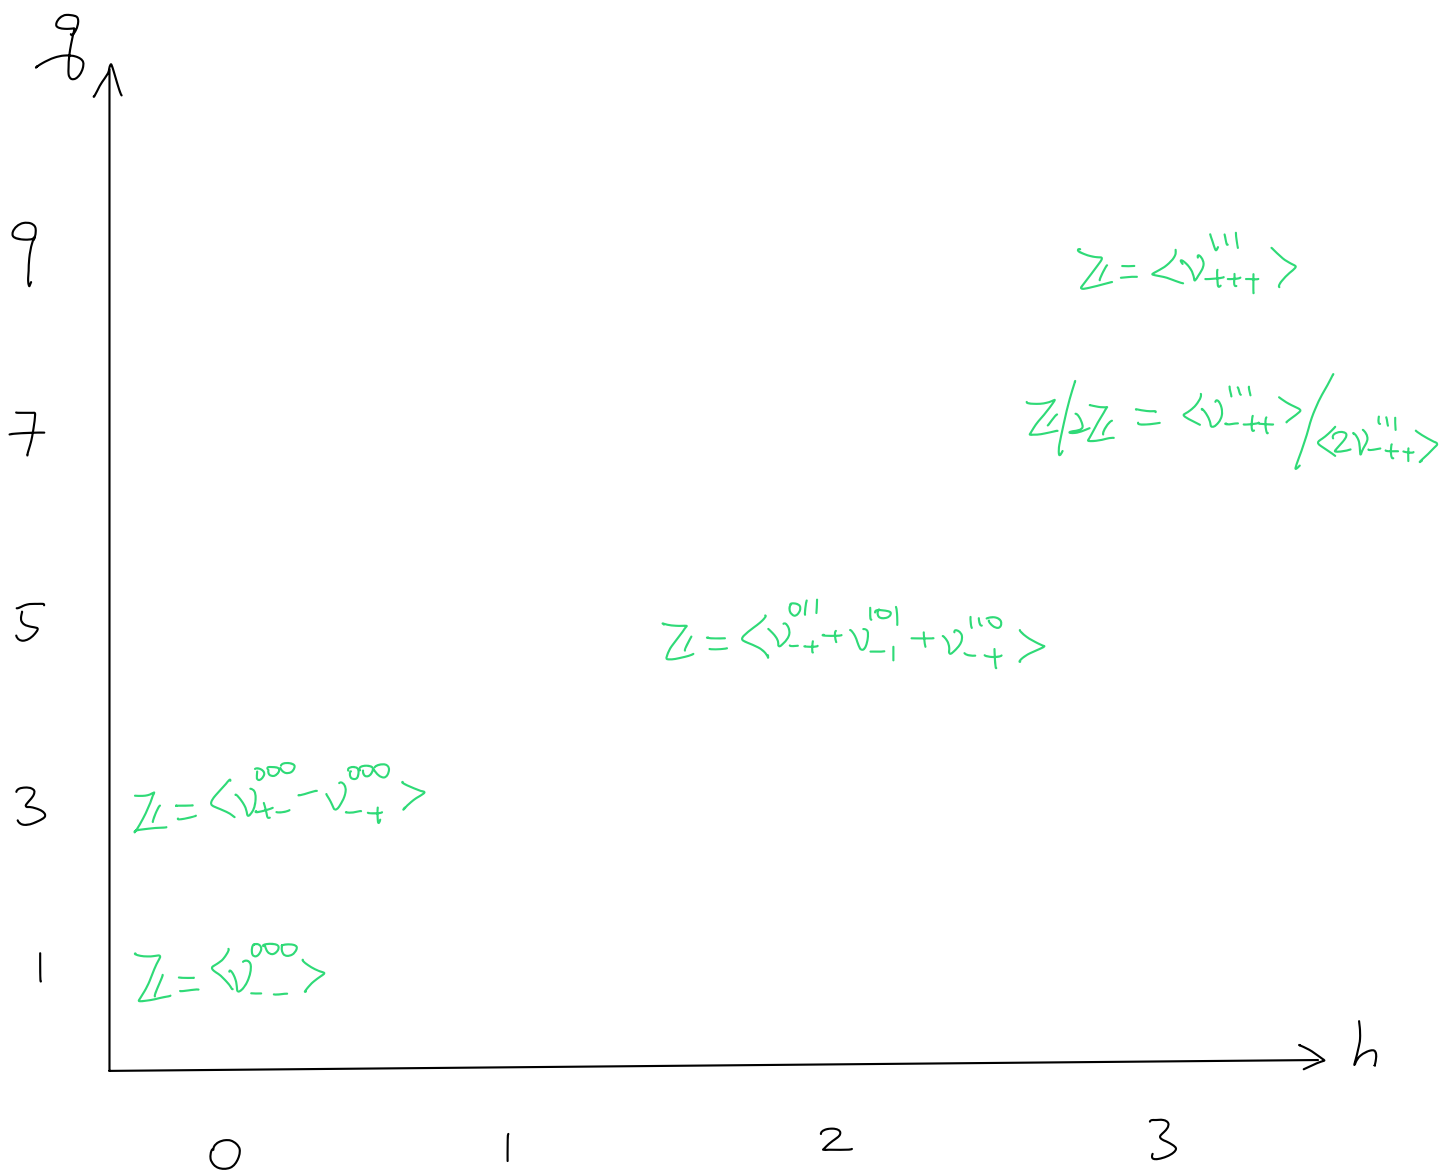 q
9 ℤ = <v^{111}_{+++}>
7 ℤ/2ℤ = <v^{111}_{-++}>/<2v^{111}_{-++}>
5 ℤ = <v^{011}_{-+} + v^{101}_{-1} + v^{110}_{-+}>
3 ℤ = <v^{000}_{+-} - v^{000}_{-+}>
1 ℤ = <v^{000}_{--}>
h
0 1 2 3